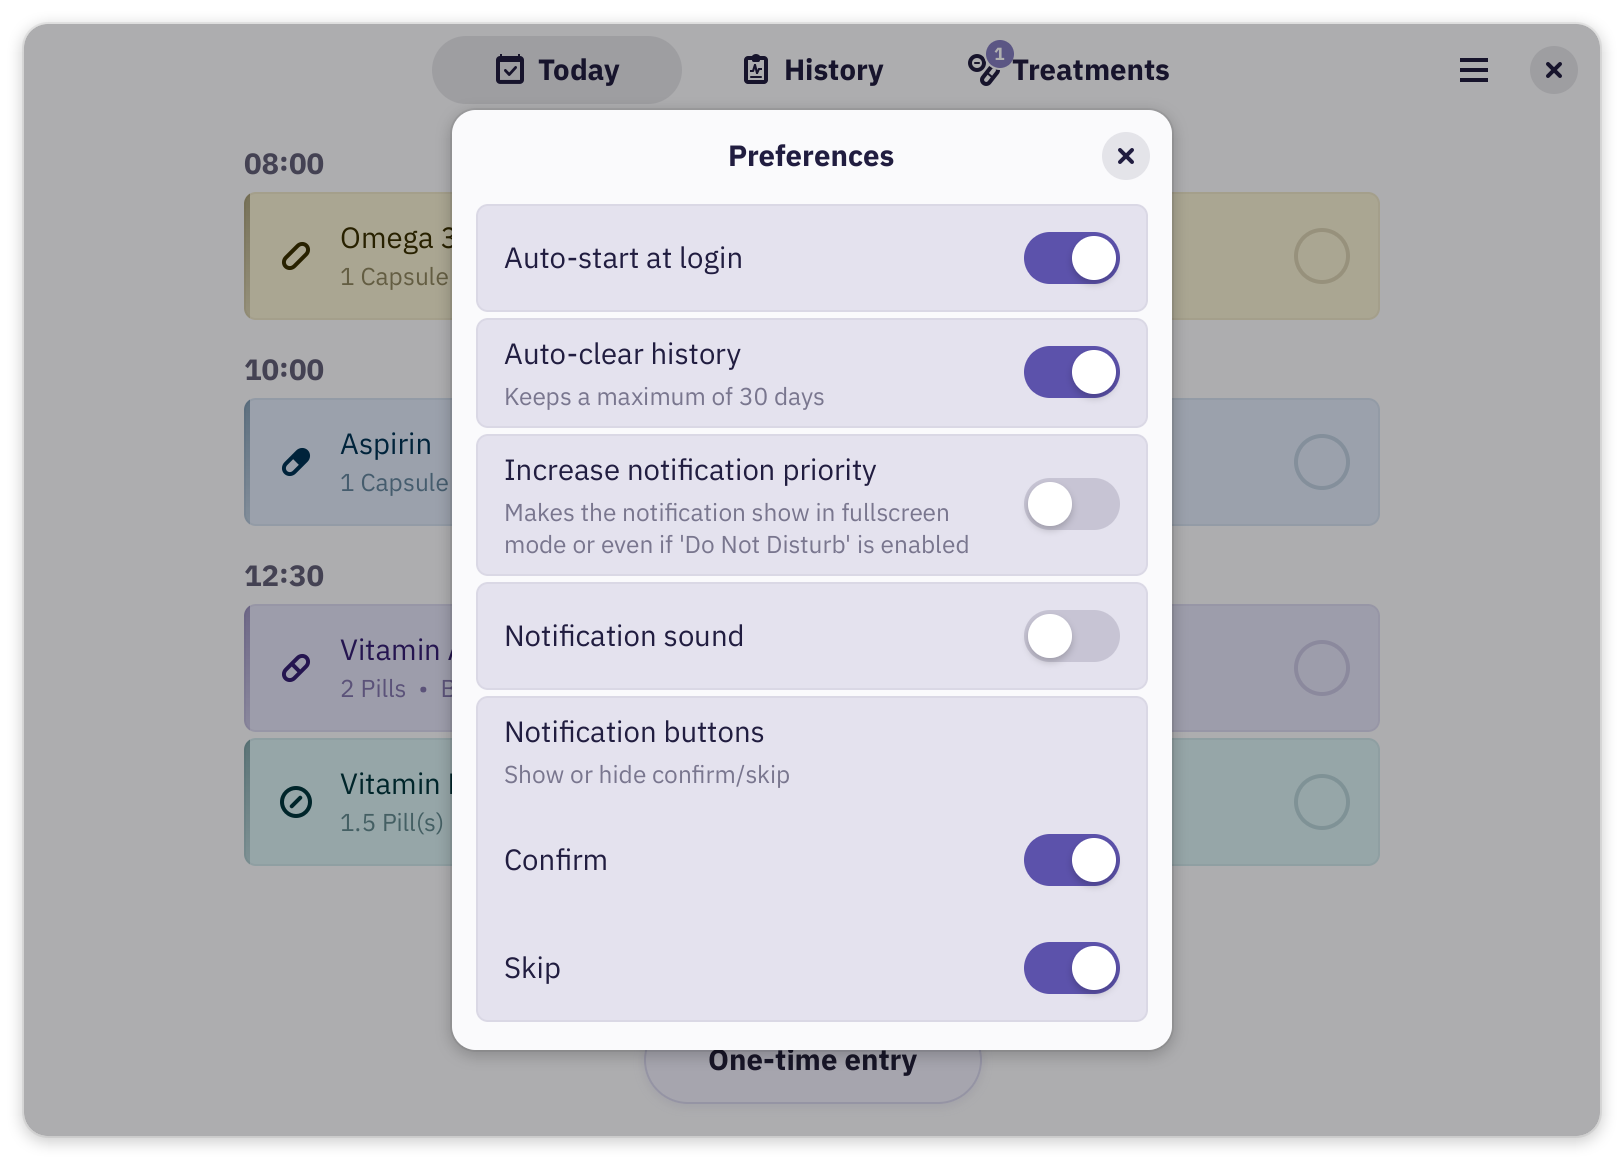 Today
History
1
Treatments
Preferences
08:00
Omega 3
1 Capsule
10:00
Aspirin
1 Capsule
12:30
Vitamin
2 Pills •
Vitamin
1.5 Pill(s)
Auto-start at login
Auto-clear history
Keeps a maximum of 30 days
Increase notification priority
Makes the notification show in fullscreen
mode or even if 'Do Not Disturb' is enabled
Notification sound
Notification buttons
Show or hide confirm/skip
Confirm
Skip
One-time entry